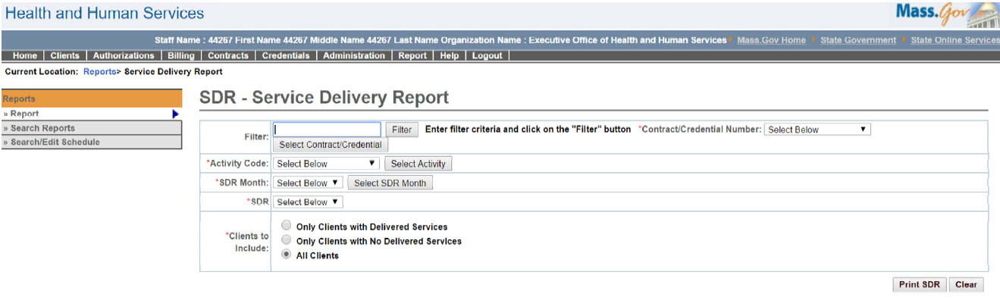 Health and Human Services
Mass.Gov
Staff Name : 44267 First Name 44267 Middle Name 44267 Last Name Organization Name : Executive Office of Health and Human Services Mass.Gov Home State Government State Online Services
Home | Clients | Authorizations | Billing | Contracts | Credentials | Administration | Report | Help | Logout |
Current Location: Reports> Service Delivery Report
Reports
» Report
» Search Reports
» Search/Edit Schedule
SDR - Service Delivery Report
Filter: Filter Enter filter criteria and click on the "Filter" button *Contract/Credential Number: Select Below
Select Contract/Credential
*Activity Code: Select Below Select Activity
*SDR Month: Select Below Select SDR Month
*SDR Select Below
*Clients to Include:
Only Clients with Delivered Services
Only Clients with No Delivered Services
All Clients
Print SDR Clear